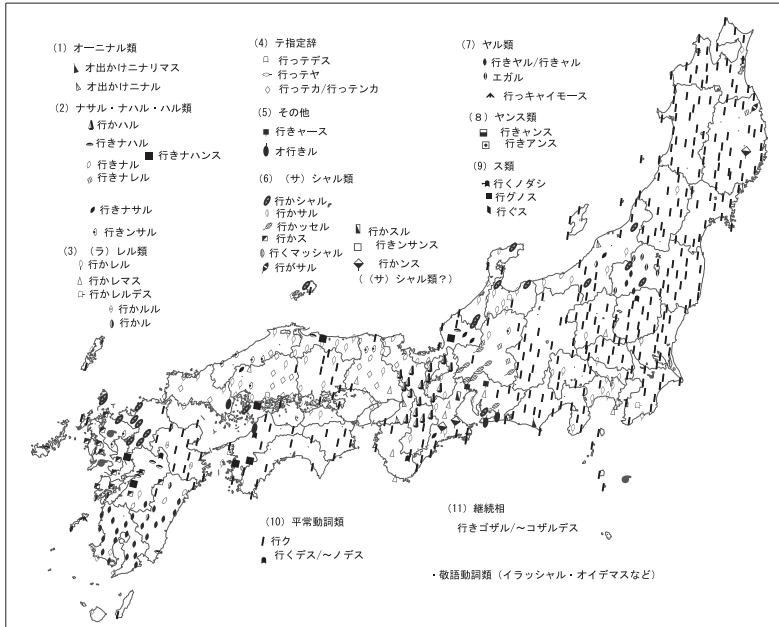 (1) オーニナル類
オ出かけニナリマス
オ出かけニナル
(2) ナサル・ナハル・ハル類
行かハル
行きナハル
行きナハンス
行きナル
行きナレル
行きナサル
行きンサル
(3) (ラ)レル類
行かレル
行かレマス
行かレルデス
行かルル
行かル
(4) テ指定辞
行っテデス
行っテヤ
行っテカ/行っテンカ
(5) その他
行きャース
オ行きル
(6) (サ)シャル類
行かシャル
行かサル
行かッセル
行かス
行くマッシャル
行がサル
行かスル
行きンサンス
行かンス
((サ)シャル類?)
(7) ヤル類
行きヤル/行きャル
エガル
行っキャイモース
(8) ヤンス類
行きャンス
行きアンス
(9) ス類
行くノダシ
行グノス
行ぐス
(10) 平常動詞類
行ク
行くデス/〜ノデス
(11) 継続相
行きゴザル/〜コザルデス
・敬語動詞類(イラッシャル・オイデマスなど)